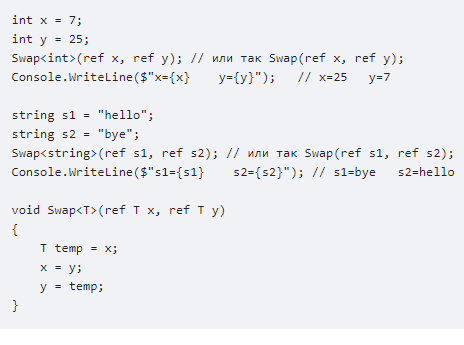 int x = 7;
int y = 25;
Swap<int>(ref x, ref y); // или так Swap(ref x, ref y);
Console.WriteLine($"x={x}    y={y}");   // x=25   y=7

string s1 = "hello";
string s2 = "bye";
Swap<string>(ref s1, ref s2); // или так Swap(ref s1, ref s2);
Console.WriteLine($"s1={s1}    s2={s2}"); // s1=bye   s2=hello

void Swap<T>(ref T x, ref T y)
{
    T temp = x;
    x = y;
    y = temp;
}